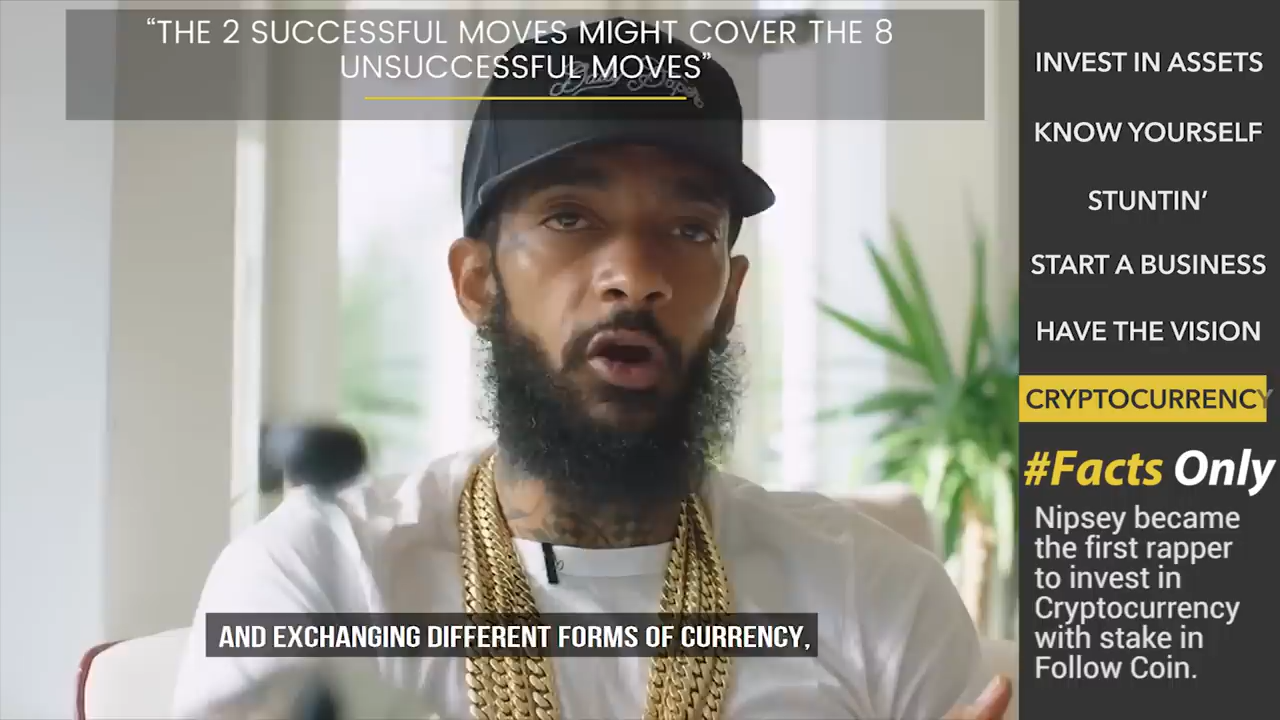 “THE 2 SUCCESSFUL MOVES MIGHT COVER THE 8
UNSUCCESSFUL MOVES”
AND EXCHANGING DIFFERENT FORMS OF CURRENCY,
INVEST IN ASSETS
KNOW YOURSELF
STUNTIN’
START A BUSINESS
HAVE THE VISION
CRYPTOCURRENCY
#Facts Only
Nipsey became
the first rapper
to invest in
Cryptocurrency
with stake in
Follow Coin.